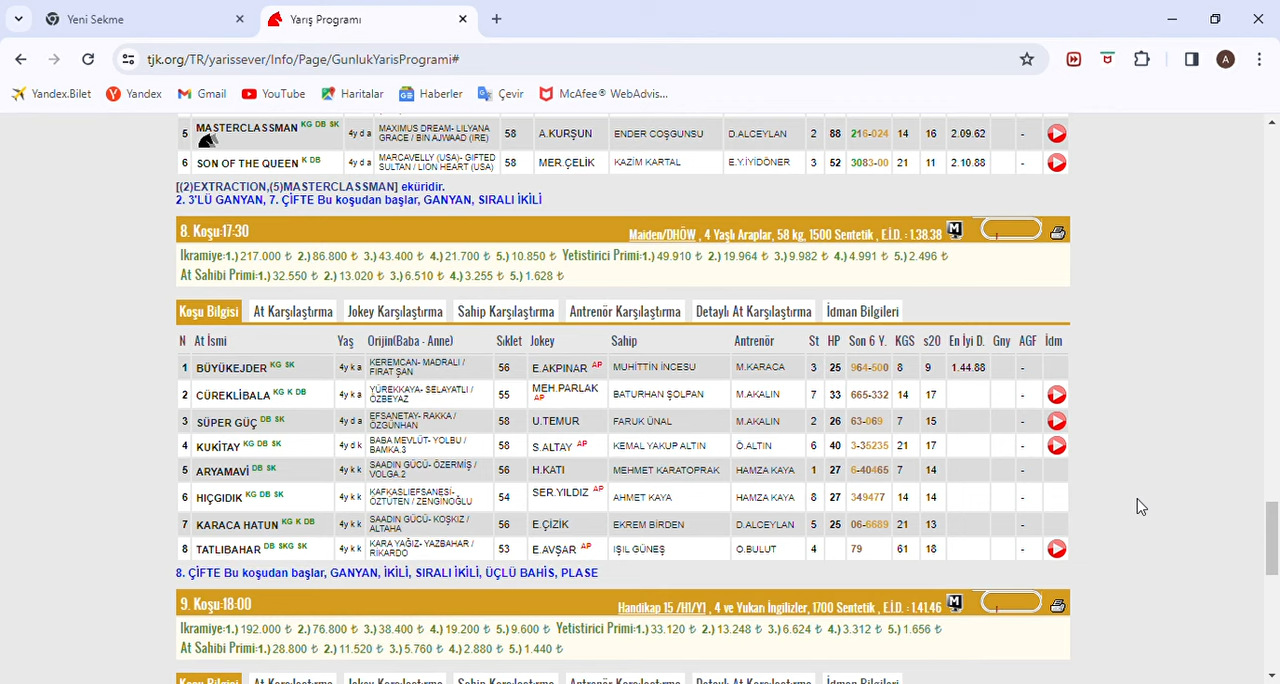 Yeni Sekme
Yarış Programı
tjk.org/TR/yarissever/Info/Page/GunlukYarisProgrami#
A
Yandex.Bilet Yandex Gmail YouTube Haritalar Haberler Çevir McAfee® WebAdvis...
5 MASTERCLASSMAN KG DB SK 4y d a MAXIMUS DREAM- LILYANA GRACE / BIN AJWAAD (IRE) 58 A.KURŞUN ENDER COŞGUNSU D.ALCEYLAN 2 88 216-024 14 16 2.09.62 -
6 SON OF THE QUEEN K DB 4y d a MARCAVELLY (USA)- GIFTED SULTAN / LION HEART (USA) 58 MER.ÇELİK KAZİM KARTAL E.Y.İYİDÖNER 3 52 3083-00 21 11 2.10.88 -
[(2)EXTRACTION,(5)MASTERCLASSMAN] eküridir.
2. 3'LÜ GANYAN, 7. ÇİFTE Bu koşudan başlar, GANYAN, SIRALI İKİLİ
8. Koşu:17:30 Maiden/DHÖW , 4 Yaşlı Araplar, 58 kg, 1500 Sentetik , E.İ.D. : 1.38.38
İkramiye:1.) 217.000 ₺ 2.) 86.800 ₺ 3.) 43.400 ₺ 4.) 21.700 ₺ 5.) 10.850 ₺ Yetistirici Primi:1.) 49.910 ₺ 2.) 19.964 ₺ 3.) 9.982 ₺ 4.) 4.991 ₺ 5.) 2.496 ₺
At Sahibi Primi:1.) 32.550 ₺ 2.) 13.020 ₺ 3.) 6.510 ₺ 4.) 3.255 ₺ 5.) 1.628 ₺
Koşu Bilgisi At Karşılaştırma Jokey Karşılaştırma Sahip Karşılaştırma Antrenör Karşılaştırma Detaylı At Karşılaştırma İdman Bilgileri
N At İsmi Yaş Orijin(Baba - Anne) Sıklet Jokey Sahip Antrenör St HP Son 6 Y. KGS s20 En İyi D. Gny AGF İdm
1 BÜYÜKEJDER KG SK 4y k a KEREMCAN- MADRALI / FIRAT ŞAN 56 E.AKPINAR AP MUHİTTİN İNCESU M.KARACA 3 25 964-500 8 9 1.44.88 -
2 CÜREKLİBALA KG K DB 4y k a YÜREKKAYA- SELAYATLI / ÖZBEYAZ 55 MEH.PARLAK AP BATURHAN ŞOLPAN M.AKALIN 7 33 665-332 14 17 -
3 SÜPER GÜÇ DB SK 4y d a EFSANETAY- RAKKA / ÖZGÜNHAN 58 U.TEMUR FARUK ÜNAL M.AKALIN 2 26 63-069 7 15 -
4 KUKİTAY KG DB SK 4y d k BABA MEVLÜT- YOLBU / BAMKA.3 58 S.ALTAY AP KEMAL YAKUP ALTIN Ö.ALTIN 6 40 3-35235 21 17 -
5 ARYAMAVİ DB SK 4y k k SAADIN GÜCÜ- ÖZERMİŞ / VOLGA.2 56 H.KATI MEHMET KARATOPRAK HAMZA KAYA 1 27 6-40465 7 14 -
6 HIÇGIDIK KG DB SK 4y k k KAFKASLIEFSANESİ- ÖZTÜTEN / ZENGINOĞLU 54 SER.YILDIZ AP AHMET KAYA HAMZA KAYA 8 27 349477 14 14 -
7 KARACA HATUN KG K DB 4y k k SAADIN GÜCÜ- KOŞKIZ / ALTAHA 56 E.ÇİZİK EKREM BİRDEN D.ALCEYLAN 5 25 06-6689 21 13 -
8 TATLIBAHAR DB SKG SK 4y k k KARA YAĞIZ- YAZBAHAR / RIKARDO 53 E.AVŞAR AP IŞIL GÜNEŞ O.BULUT 4 79 61 18 -
8. ÇİFTE Bu koşudan başlar, GANYAN, İKİLİ, SIRALI İKİLİ, ÜÇLÜ BAHİS, PLASE
9. Koşu:18:00 Handikap 15 /H1/Y1 , 4 ve Yukarı İngilizler, 1700 Sentetik , E.İ.D. : 1.41.46
İkramiye:1.) 192.000 ₺ 2.) 76.800 ₺ 3.) 38.400 ₺ 4.) 19.200 ₺ 5.) 9.600 ₺ Yetistirici Primi:1.) 33.120 ₺ 2.) 13.248 ₺ 3.) 6.624 ₺ 4.) 3.312 ₺ 5.) 1.656 ₺
At Sahibi Primi:1.) 28.800 ₺ 2.) 11.520 ₺ 3.) 5.760 ₺ 4.) 2.880 ₺ 5.) 1.440 ₺
Koşu Bilgisi At Karşılaştırma Jokey Karşılaştırma Sahip Karşılaştırma Antrenör Karşılaştırma Detaylı At Karşılaştırma İdman Bilgileri